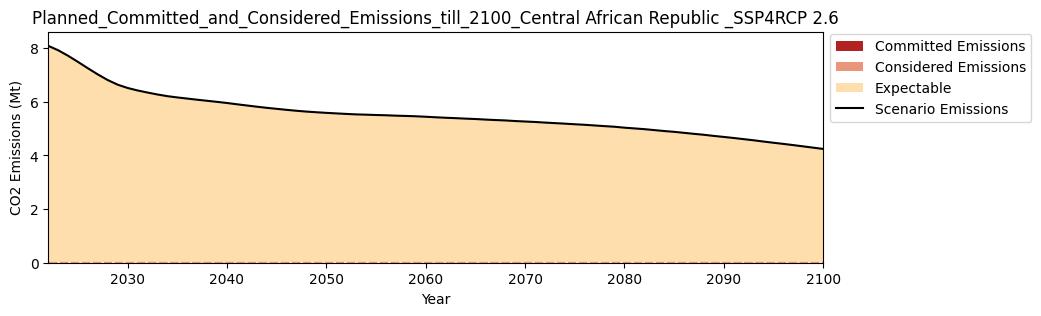 Planned_Committed_and_Considered_Emissions_till_2100_Central African Republic _SSP4RCP 2.6
Committed Emissions
Considered Emissions
Expectable
Scenario Emissions
CO2 Emissions (Mt)
8
6
4
2
0
2030 2040 2050 2060 2070 2080 2090 2100
Year